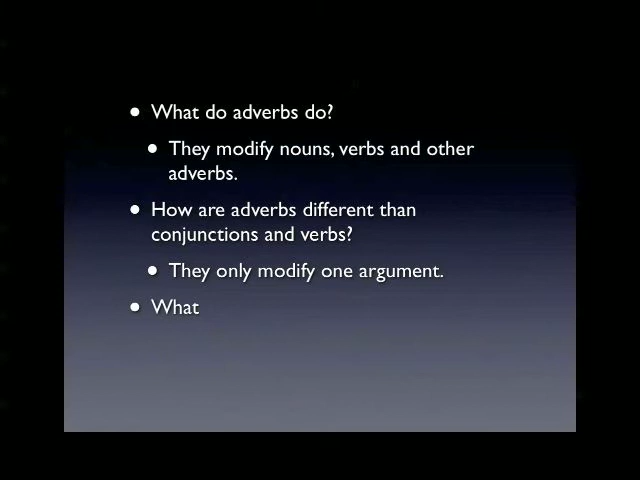 • What do adverbs do?
• They modify nouns, verbs and other
adverbs.
• How are adverbs different than
conjunctions and verbs?
• They only modify one argument.
• What